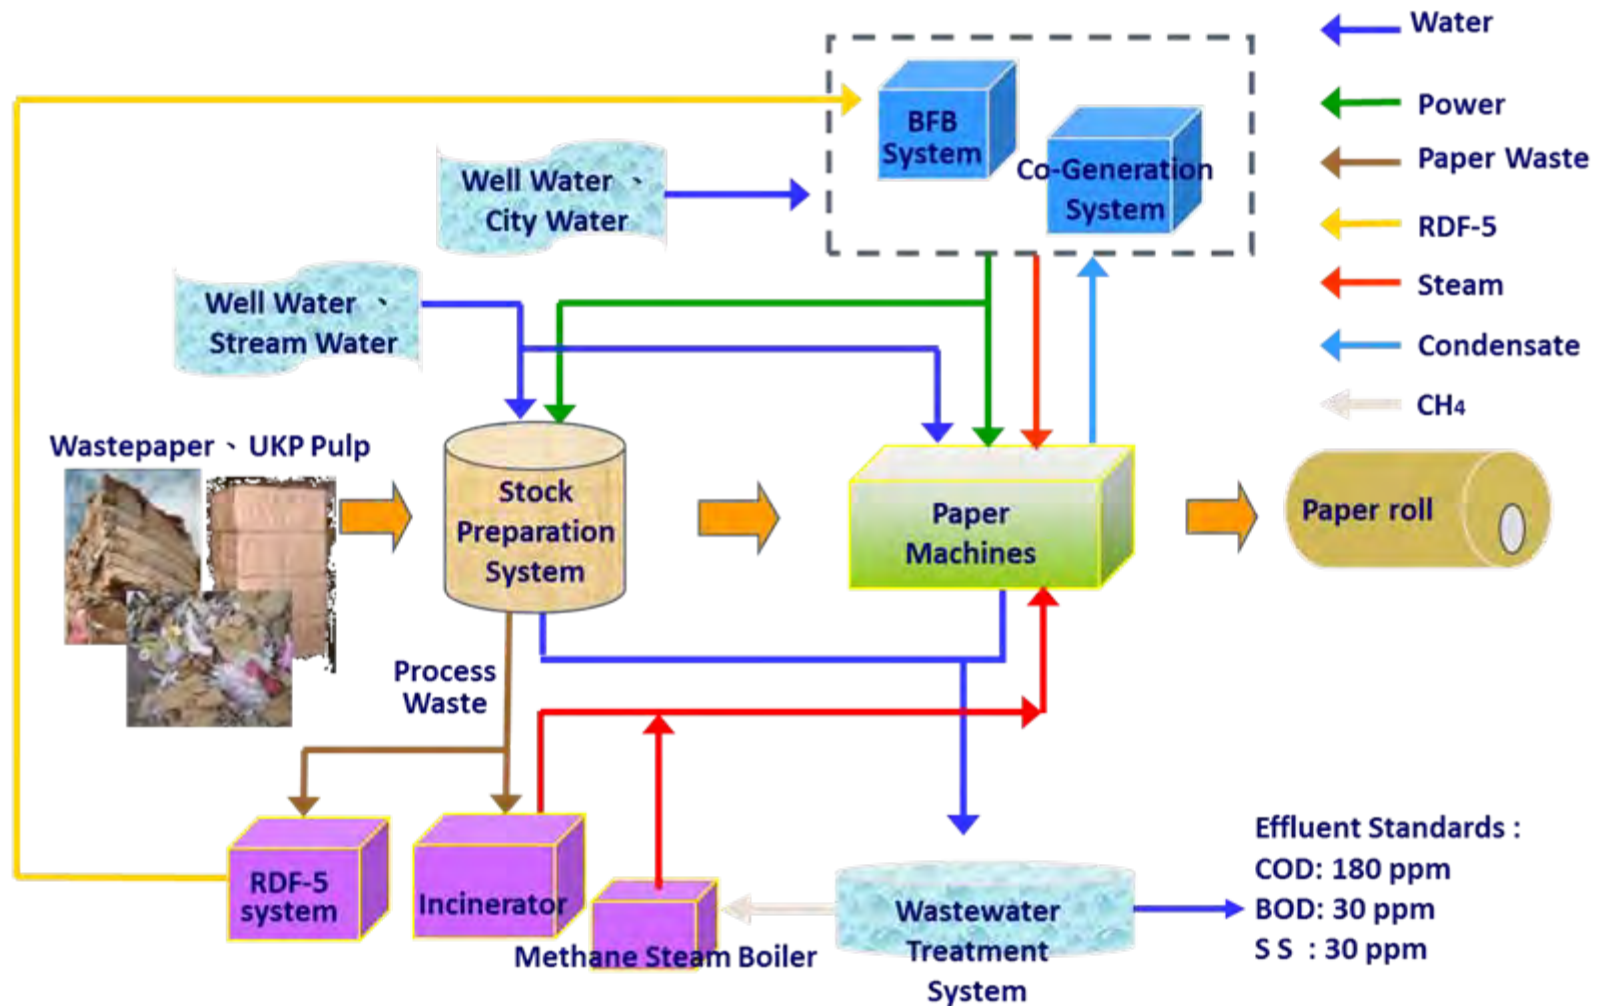 Water
Power
Paper Waste
RDF-5
Steam
Condensate
CH₄
BFB
System
Co-Generation
System
Well Water 、
City Water
Well Water 、
Stream Water
Wastepaper 、 UKP Pulp
Stock
Preparation
System
Paper
Machines
Paper roll
Process
Waste
RDF-5
system
Incinerator
Methane Steam Boiler
Wastewater
Treatment
System
Effluent Standards :
COD: 180 ppm
BOD: 30 ppm
S S : 30 ppm